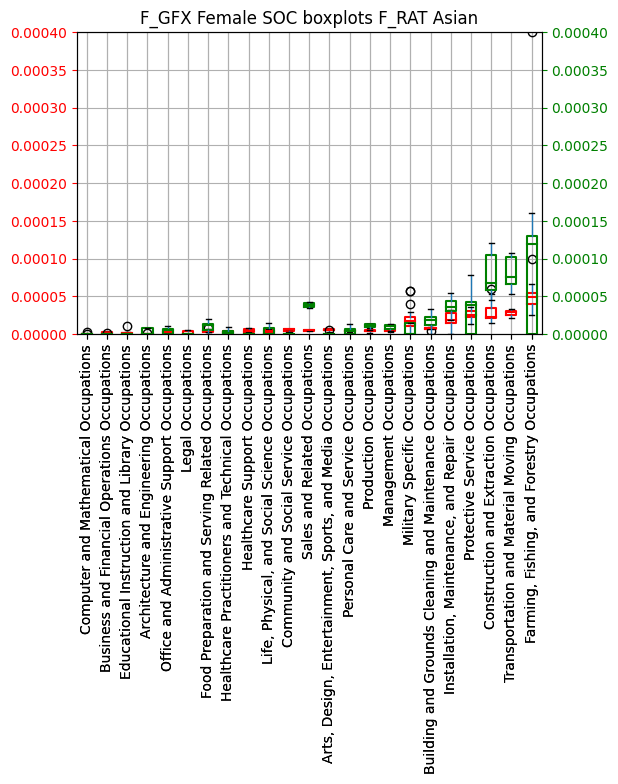 F_GFX Female SOC boxplots F_RAT Asian
0.00040
0.00035
0.00030
0.00025
0.00020
0.00015
0.00010
0.00005
0.00000
0.00040
0.00035
0.00030
0.00025
0.00020
0.00015
0.00010
0.00005
0.00000
Computer and Mathematical Occupations
Business and Financial Operations Occupations
Educational Instruction and Library Occupations
Architecture and Engineering Occupations
Office and Administrative Support Occupations
Legal Occupations
Food Preparation and Serving Related Occupations
Healthcare Practitioners and Technical Occupations
Healthcare Support Occupations
Life, Physical, and Social Science Occupations
Community and Social Service Occupations
Sales and Related Occupations
Arts, Design, Entertainment, Sports, and Media Occupations
Personal Care and Service Occupations
Production Occupations
Management Occupations
Military Specific Occupations
Building and Grounds Cleaning and Maintenance Occupations
Installation, Maintenance, and Repair Occupations
Protective Service Occupations
Construction and Extraction Occupations
Transportation and Material Moving Occupations
Farming, Fishing, and Forestry Occupations